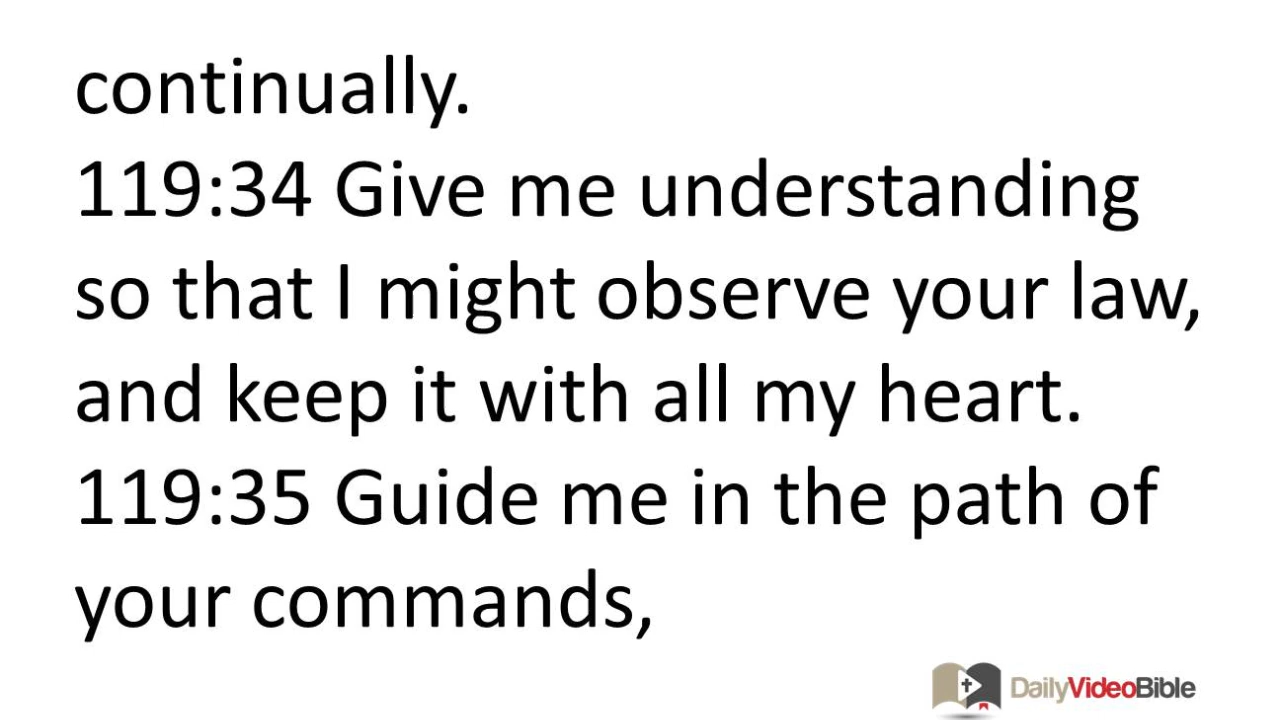 continually.
119:34 Give me understanding
so that I might observe your law,
and keep it with all my heart.
119:35 Guide me in the path of
your commands,
DailyVideoBible